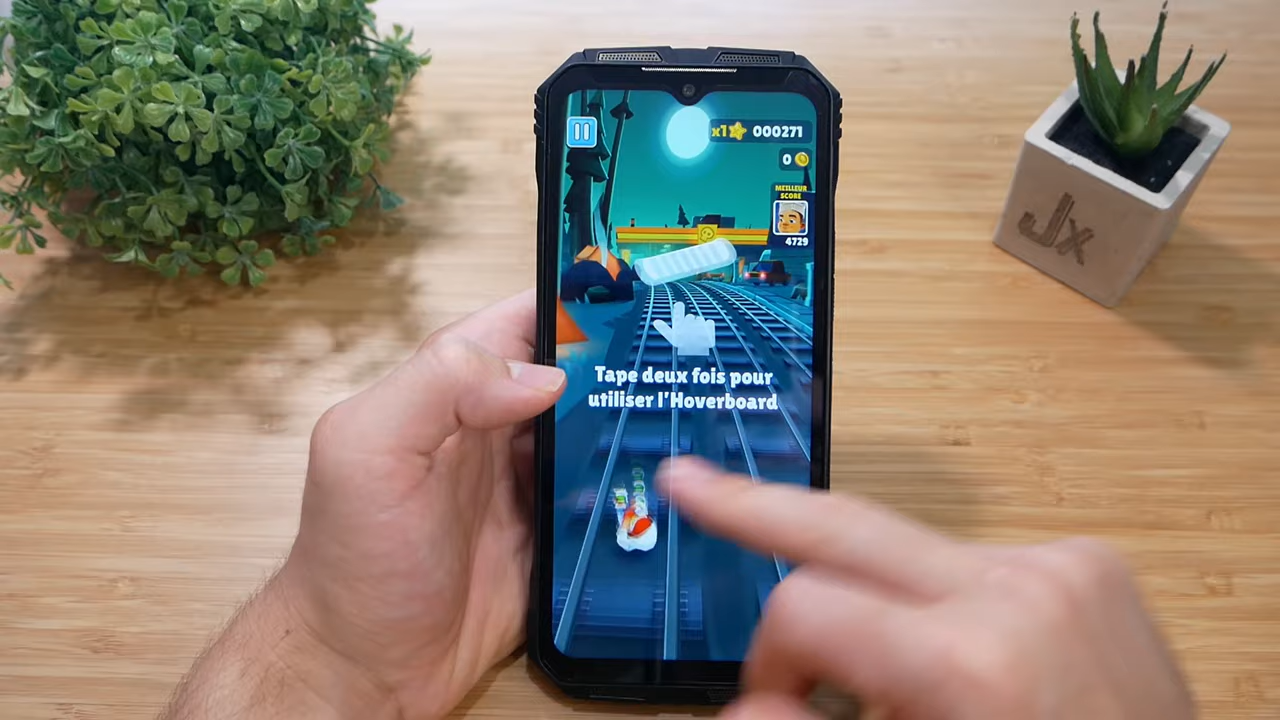 x1 000271
0
MEILLEUR
SCORE
4729
Tape deux fois pour
utiliser l'Hoverboard
Jx